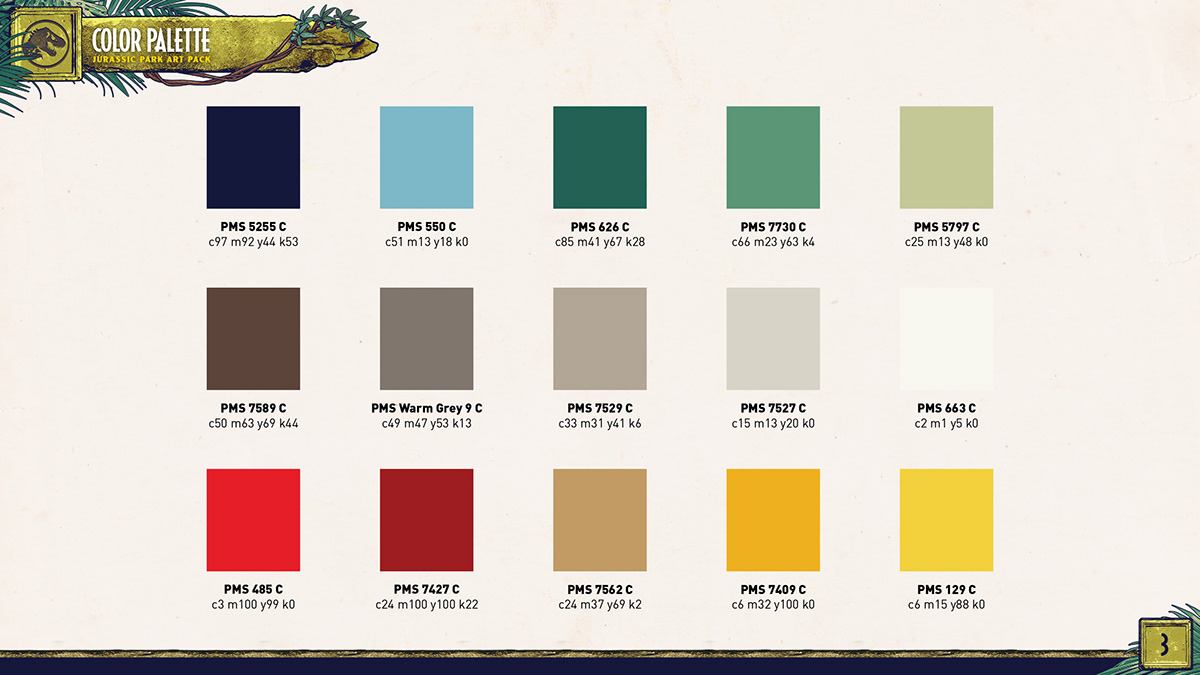 COLOR PALETTE
JURASSIC PARK ART PACK
PMS 5255 C
c97 m92 y44 k53
PMS 550 C
c51 m13 y18 k0
PMS 626 C
c85 m41 y67 k28
PMS 7730 C
c66 m23 y63 k4
PMS 5797 C
c25 m13 y48 k0
PMS 7589 C
c50 m63 y69 k44
PMS Warm Grey 9 C
c49 m47 y53 k13
PMS 7529 C
c33 m31 y41 k6
PMS 7527 C
c15 m13 y20 k0
PMS 663 C
c2 m1 y5 k0
PMS 485 C
c3 m100 y99 k0
PMS 7427 C
c24 m100 y100 k22
PMS 7562 C
c24 m37 y69 k2
PMS 7409 C
c6 m32 y100 k0
PMS 129 C
c6 m15 y88 k0
3